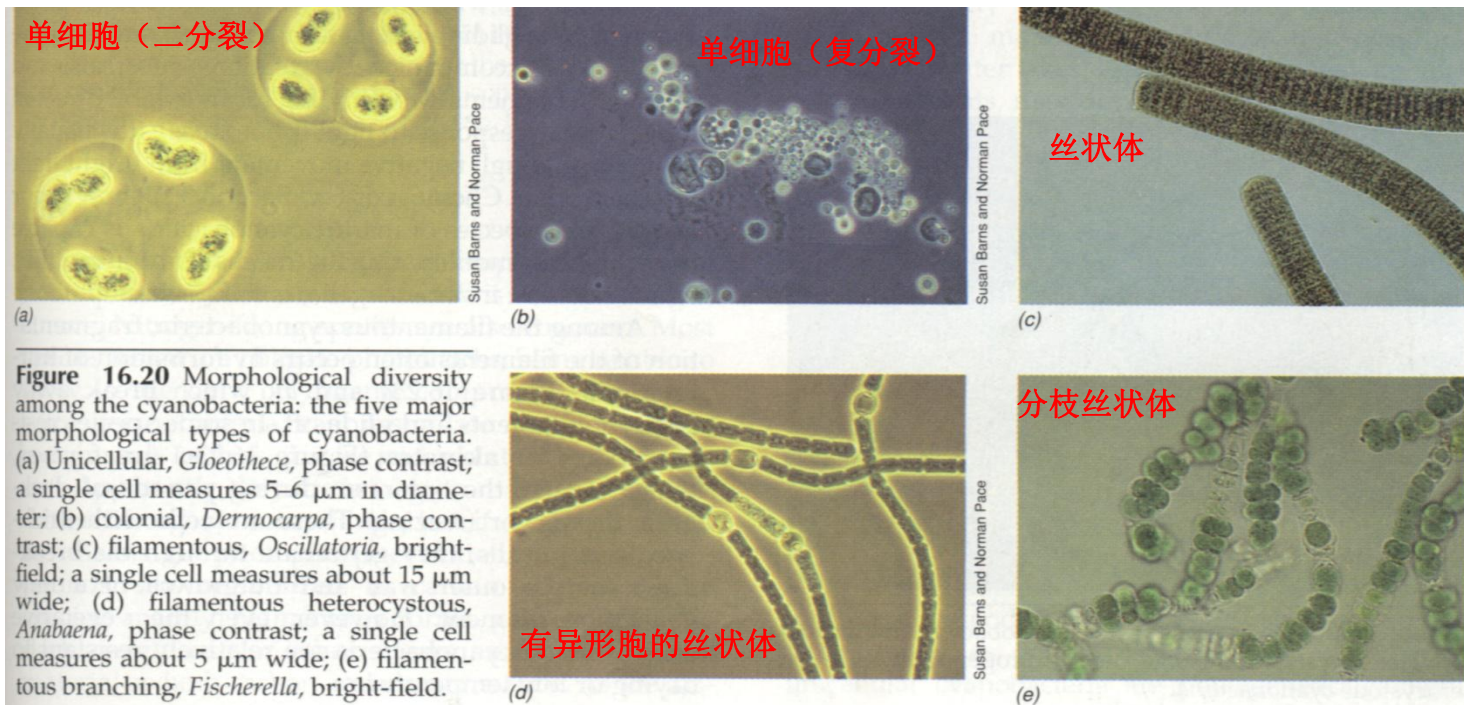 单细胞（二分裂）
Susan Barns and Norman Pace
(a)
单细胞（复分裂）
Susan Barns and Norman Pace
(b)
丝状体
(c)
Figure 16.20 Morphological diversity
among the cyanobacteria: the five major
morphological types of cyanobacteria.
(a) Unicellular, Gloeothece, phase contrast;
a single cell measures 5–6 μm in diame-
ter; (b) colonial, Dermocarpa, phase con-
trast; (c) filamentous, Oscillatoria, bright-
field; a single cell measures about 15 μm
wide; (d) filamentous heterocystous,
Anabaena, phase contrast; a single cell
measures about 5 μm wide; (e) filamen-
tous branching, Fischerella, bright-field.
有异形胞的丝状体
Susan Barns and Norman Pace
(d)
分枝丝状体
(e)